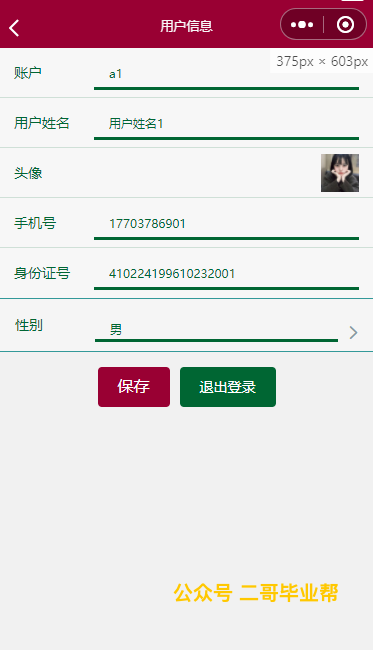 用户信息
375px × 603px
账户 a1
用户姓名 用户姓名1
头像
手机号 17703786901
身份证号 410224199610232001
性别 男
保存 退出登录
公众号 二哥毕业帮